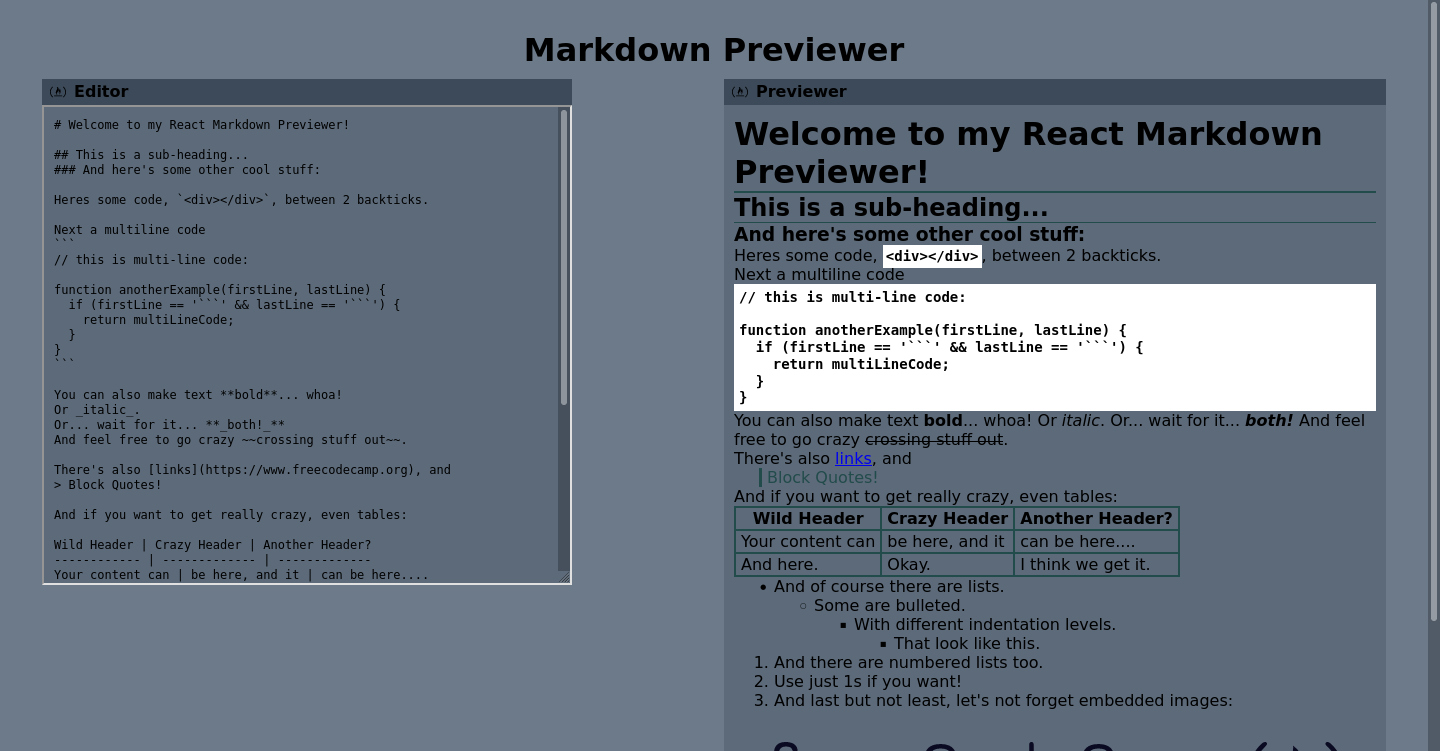 Markdown Previewer
Editor
# Welcome to my React Markdown Previewer!
## This is a sub-heading...
### And here's some other cool stuff:
Heres some code, `<div></div>`, between 2 backticks.
Next a multiline code
```
// this is multi-line code:
function anotherExample(firstLine, lastLine) {
  if (firstLine == '```' && lastLine == '```') {
    return multiLineCode;
  }
}
```
You can also make text **bold**... whoa!
Or _italic_.
Or... wait for it... **_both!_**
And feel free to go crazy ~~crossing stuff out~~.
There's also [links](https://www.freecodecamp.org), and
> Block Quotes!
And if you want to get really crazy, even tables:
Wild Header | Crazy Header | Another Header?
------------ | ------------- | -------------
Your content can | be here, and it | can be here....
Previewer
Welcome to my React Markdown
Previewer!
This is a sub-heading...
And here's some other cool stuff:
Heres some code, <div></div>, between 2 backticks.
Next a multiline code
// this is multi-line code:
function anotherExample(firstLine, lastLine) {
  if (firstLine == '```' && lastLine == '```') {
    return multiLineCode;
  }
}
You can also make text bold... whoa! Or italic. Or... wait for it... both! And feel
free to go crazy crossing stuff out.
There's also links, and
Block Quotes!
And if you want to get really crazy, even tables:
Wild Header Crazy Header Another Header?
Your content can be here, and it can be here....
And here. Okay. I think we get it.
• And of course there are lists.
○ Some are bulleted.
▪ With different indentation levels.
▪ That look like this.
1. And there are numbered lists too.
2. Use just 1s if you want!
3. And last but not least, let's not forget embedded images: